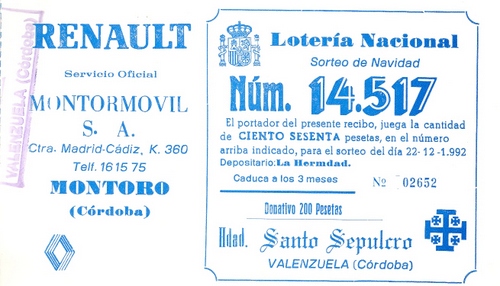 VALENZUELA (Córdoba)
RENAULT
Servicio Oficial
MONTORMOVIL
S. A.
Ctra. Madrid-Cádiz, K. 360
Telf. 16 15 75
MONTORO
(Córdoba)
Lotería Nacional
Sorteo de Navidad
Núm. 14.517
El portador del presente recibo, juega la cantidad
de CIENTO SESENTA pesetas, en el número
arriba indicado, para el sorteo del día 22-12-1.992
Depositario: La Hermdad.
Caduca a los 3 meses Nº 02652
Donativo 200 Pesetas
Hdad. Santo Sepulcro
VALENZUELA (Córdoba)